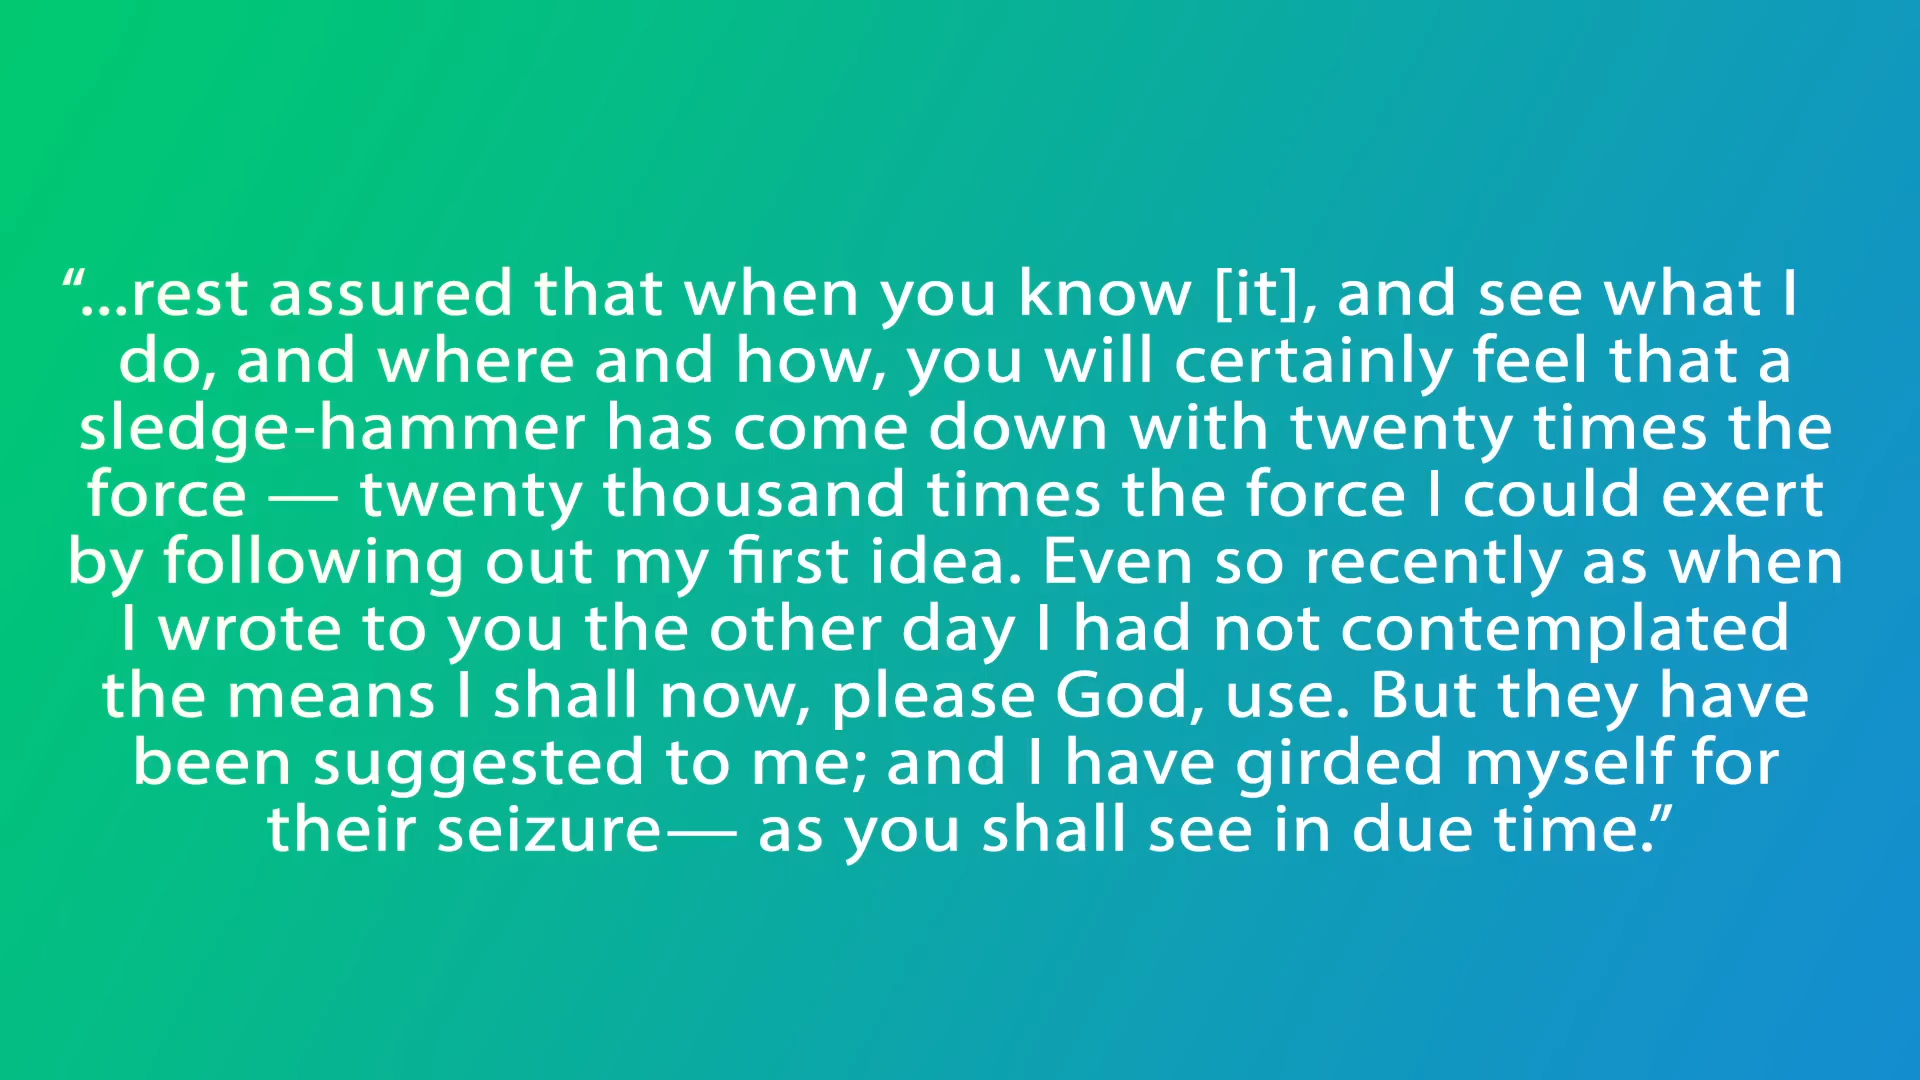 “...rest assured that when you know [it], and see what I
do, and where and how, you will certainly feel that a
sledge-hammer has come down with twenty times the
force — twenty thousand times the force I could exert
by following out my first idea. Even so recently as when
I wrote to you the other day I had not contemplated
the means I shall now, please God, use. But they have
been suggested to me; and I have girded myself for
their seizure— as you shall see in due time.”